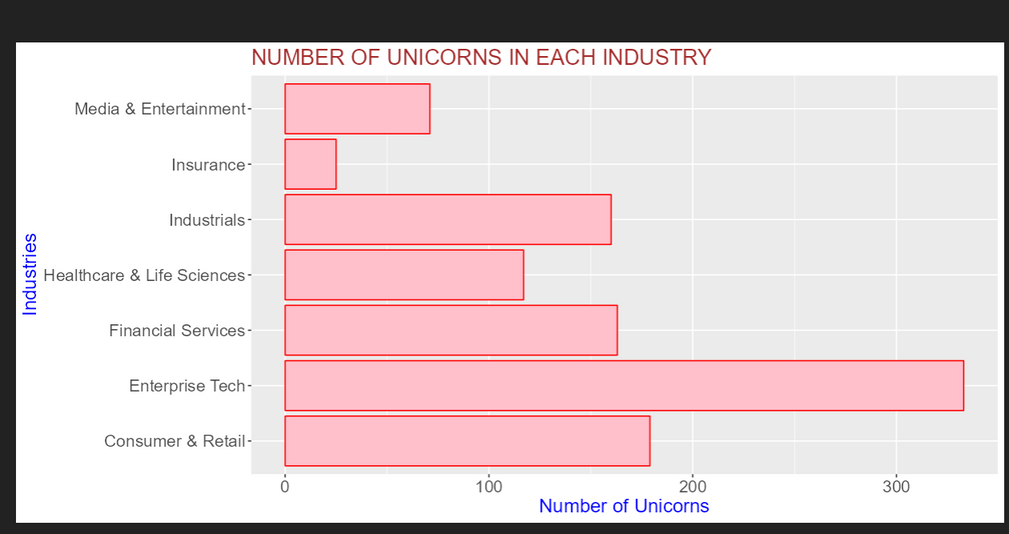 NUMBER OF UNICORNS IN EACH INDUSTRY
Media & Entertainment
Insurance
Industrials
Healthcare & Life Sciences
Financial Services
Enterprise Tech
Consumer & Retail
Industries
0 100 200 300
Number of Unicorns